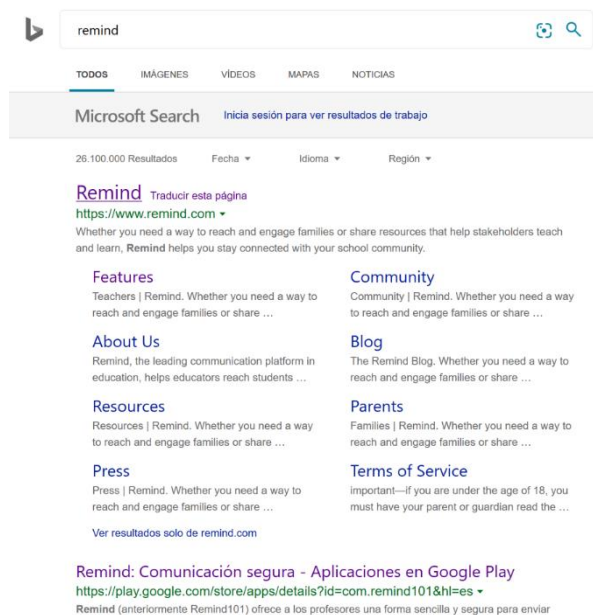 remind
TODOS IMÁGENES VÍDEOS MAPAS NOTICIAS
Microsoft Search Inicia sesión para ver resultados de trabajo
26.100.000 Resultados Fecha Idioma Región
Remind Traducir esta página
https://www.remind.com
Whether you need a way to reach and engage families or share resources that help stakeholders teach
and learn, Remind helps you stay connected with your school community.
Features
Teachers | Remind. Whether you need a way to
reach and engage families or share ...
Community
Community | Remind. Whether you need a way
to reach and engage families or share ...
About Us
Remind, the leading communication platform in
education, helps educators reach students ...
Blog
The Remind Blog. Whether you need a way to
reach and engage families or share ...
Resources
Resources | Remind. Whether you need a way
to reach and engage families or share ...
Parents
Families | Remind. Whether you need a way to
reach and engage families or share ...
Press
Press | Remind. Whether you need a way to
reach and engage families or share ...
Terms of Service
important—if you are under the age of 18, you
must have your parent or guardian read the ...
Ver resultados solo de remind.com
Remind: Comunicación segura - Aplicaciones en Google Play
https://play.google.com/store/apps/details?id=com.remind101&hl=es
Remind (anteriormente Remind101) ofrece a los profesores una forma sencilla y segura para enviar